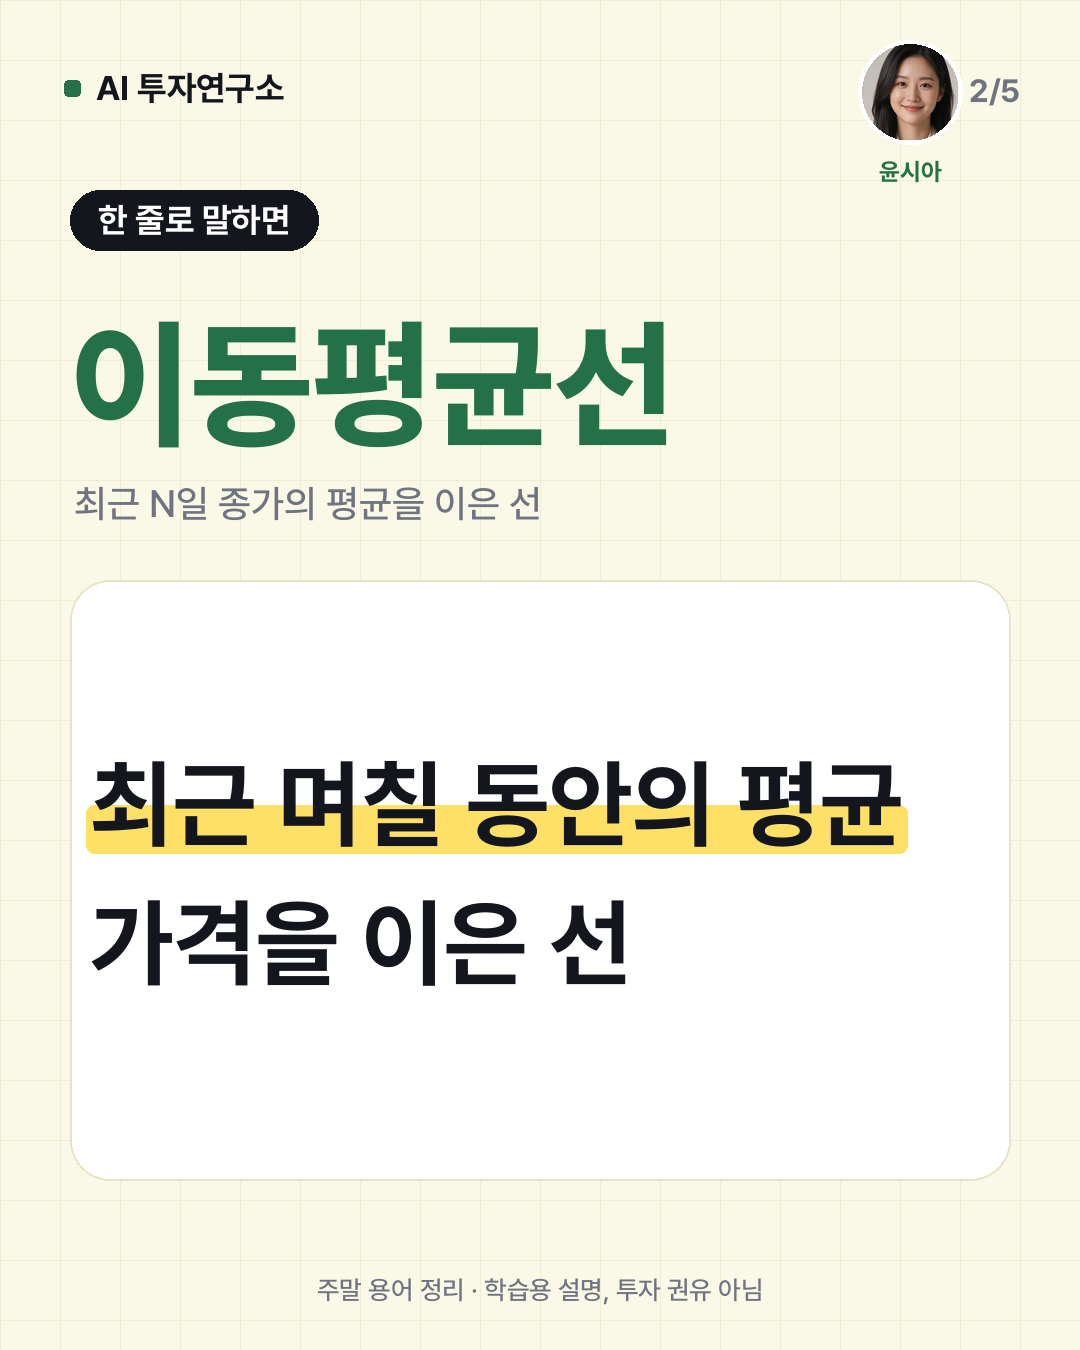 AI 투자연구소
2/5
윤시아
한 줄로 말하면
이동평균선
최근 N일 종가의 평균을 이은 선
최근 며칠 동안의 평균
가격을 이은 선
주말 용어 정리 · 학습용 설명, 투자 권유 아님